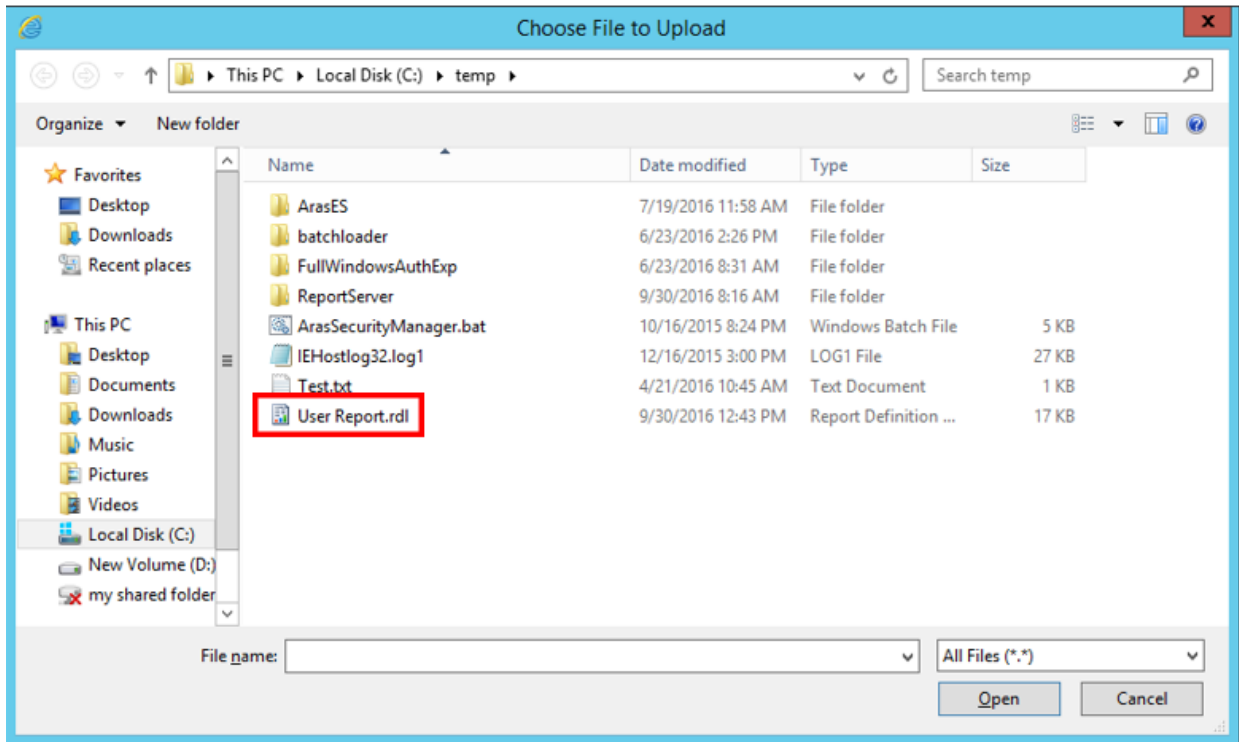 Choose File to Upload
x
This PC Local Disk (C:) temp
Search temp
Organize New folder
Name Date modified Type Size
Favorites
Desktop
Downloads
Recent places
This PC
Desktop
Documents
Downloads
Music
Pictures
Videos
Local Disk (C:)
New Volume (D:)
my shared folder
ArasES 7/19/2016 11:58 AM File folder
batchloader 6/23/2016 2:26 PM File folder
FullWindowsAuthExp 6/23/2016 8:31 AM File folder
ReportServer 9/30/2016 8:16 AM File folder
ArasSecurityManager.bat 10/16/2015 8:24 PM Windows Batch File 5 KB
IEHostlog32.log1 12/16/2015 3:00 PM LOG1 File 27 KB
Test.txt 4/21/2016 10:45 AM Text Document 1 KB
User Report.rdl 9/30/2016 12:43 PM Report Definition ... 17 KB
File name: All Files (*.*)
Open Cancel